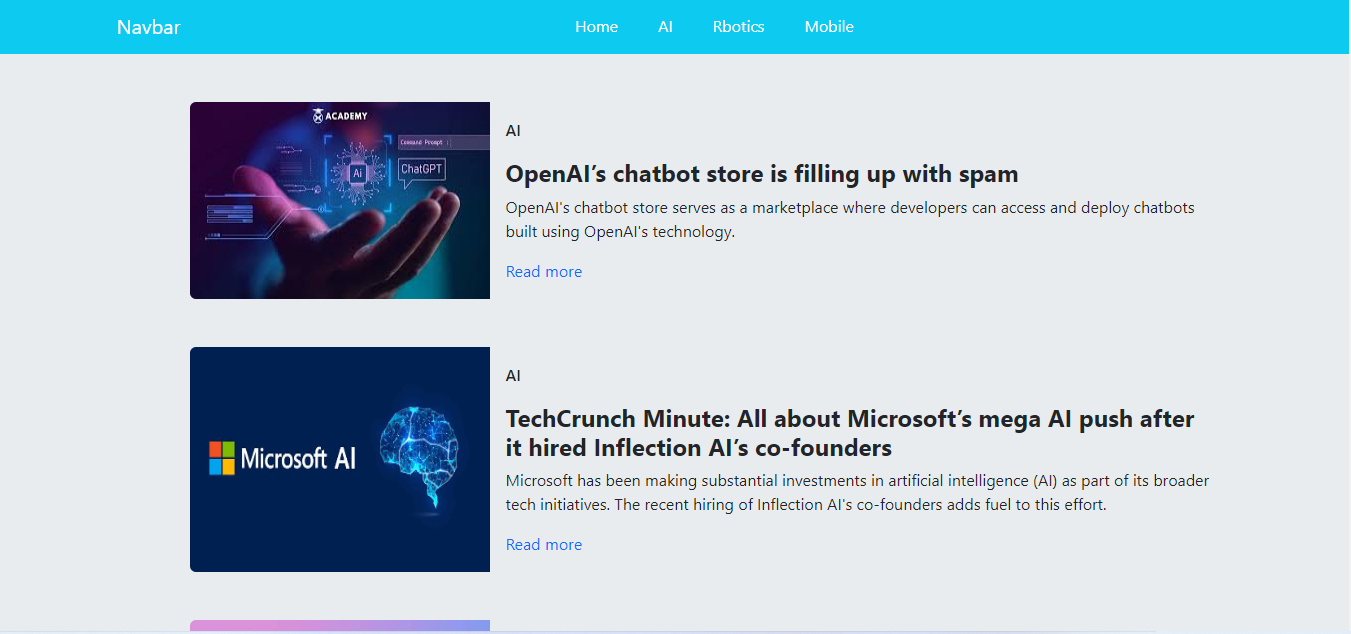 Navbar
Home
AI
Rbotics
Mobile
ACADEMY
Command Prompt :
ChatGPT
Ai
AI
OpenAI’s chatbot store is filling up with spam
OpenAI's chatbot store serves as a marketplace where developers can access and deploy chatbots
built using OpenAI's technology.
Read more
Microsoft AI
AI
TechCrunch Minute: All about Microsoft’s mega AI push after
it hired Inflection AI’s co-founders
Microsoft has been making substantial investments in artificial intelligence (AI) as part of its broader
tech initiatives. The recent hiring of Inflection AI's co-founders adds fuel to this effort.
Read more